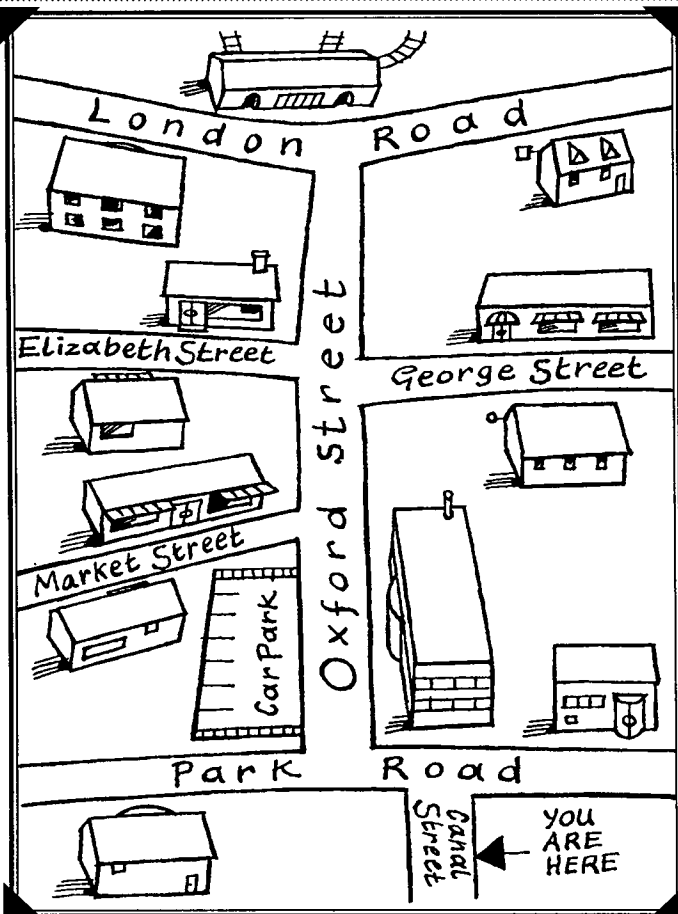 London Road
Elizabeth Street
George Street
Oxford Street
Market Street
Car Park
Park Road
Canal
Street
YOU
ARE
HERE